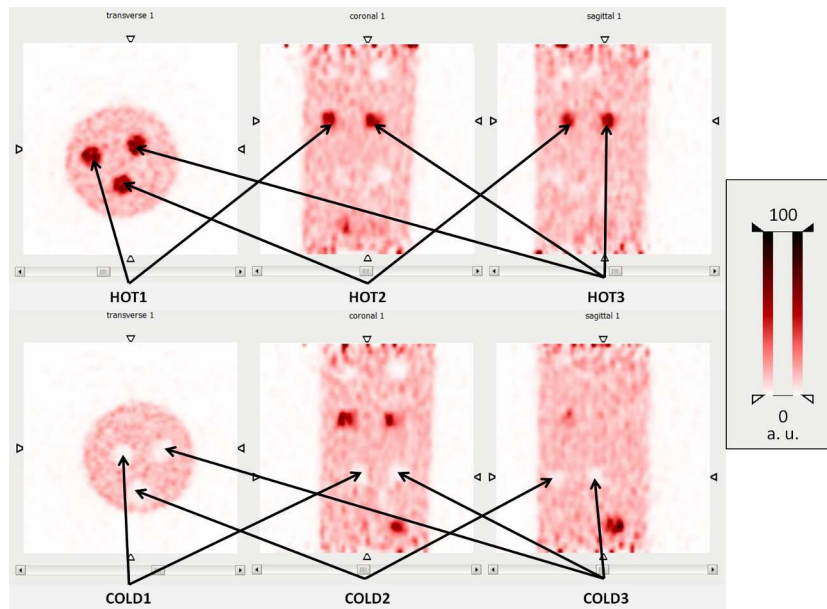 transverse 1
coronal 1
sagittal 1
HOT1
HOT2
HOT3
transverse 1
coronal 1
sagittal 1
COLD1
COLD2
COLD3
100
0
a. u.